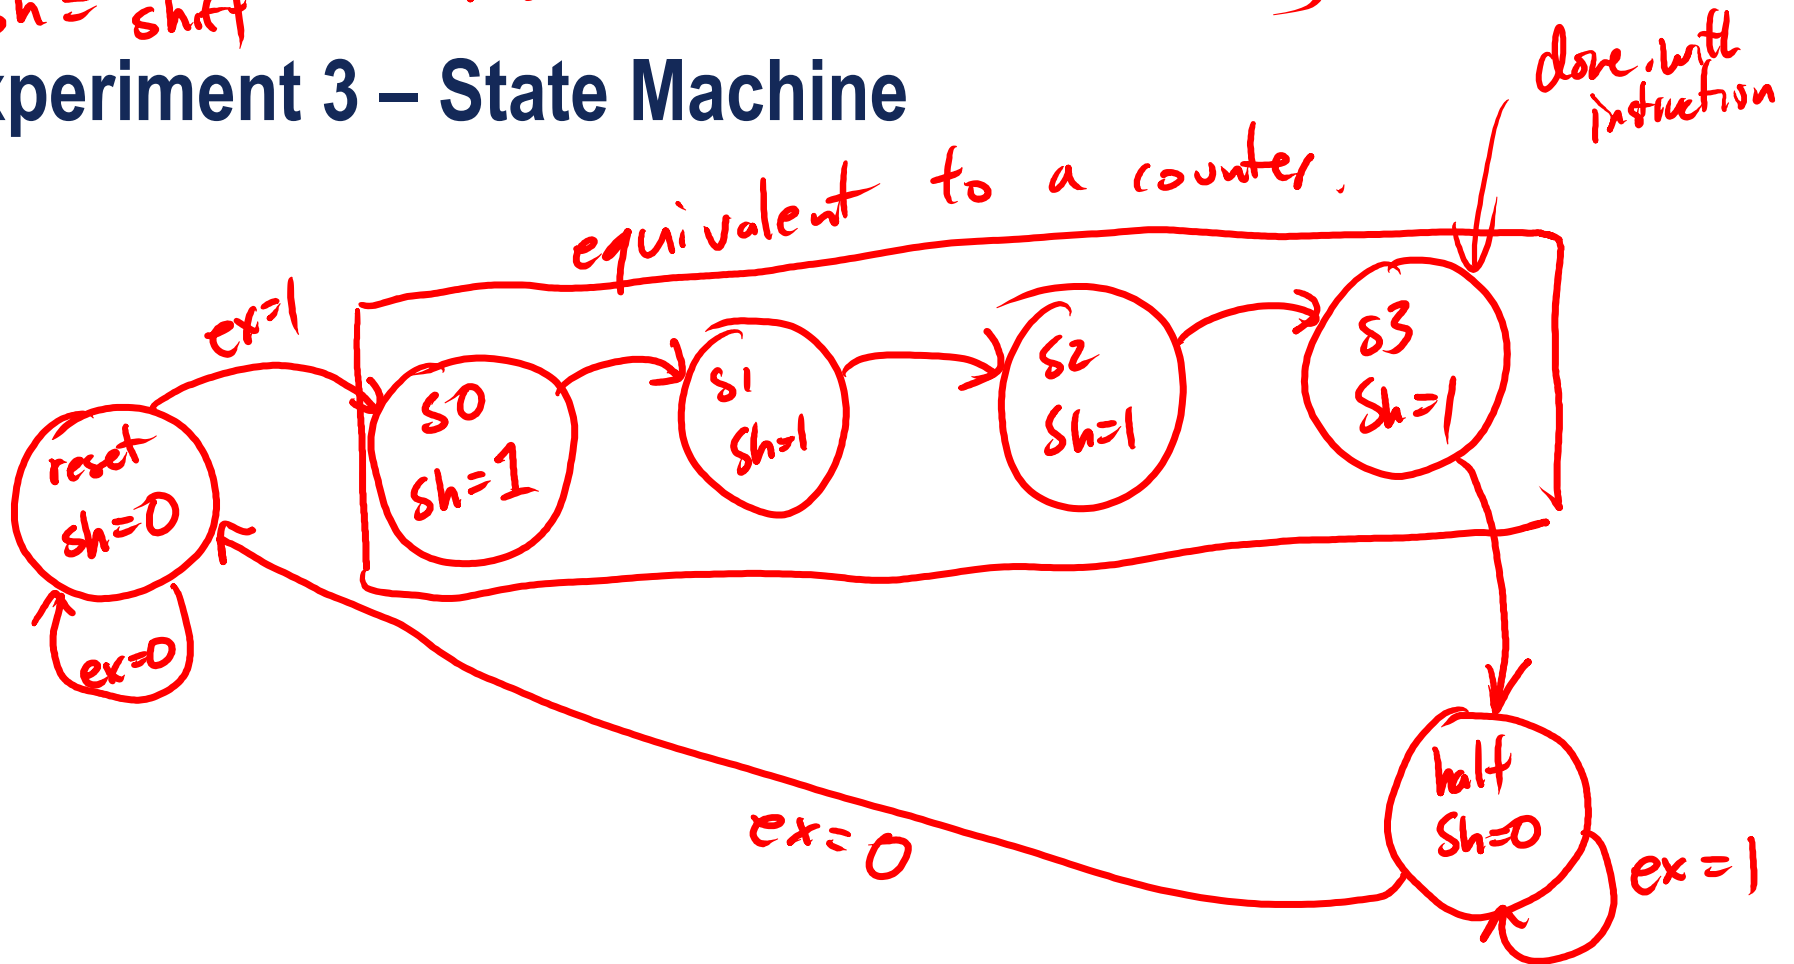 sh = shift
xperiment 3 – State Machine
done with
instruction
equivalent to a counter.
ex=1
reset
sh=0
ex=0
S0
sh=1
S1
Sh=1
S2
Sh=1
S3
Sh=1
halt
Sh=0
ex=1
ex=0